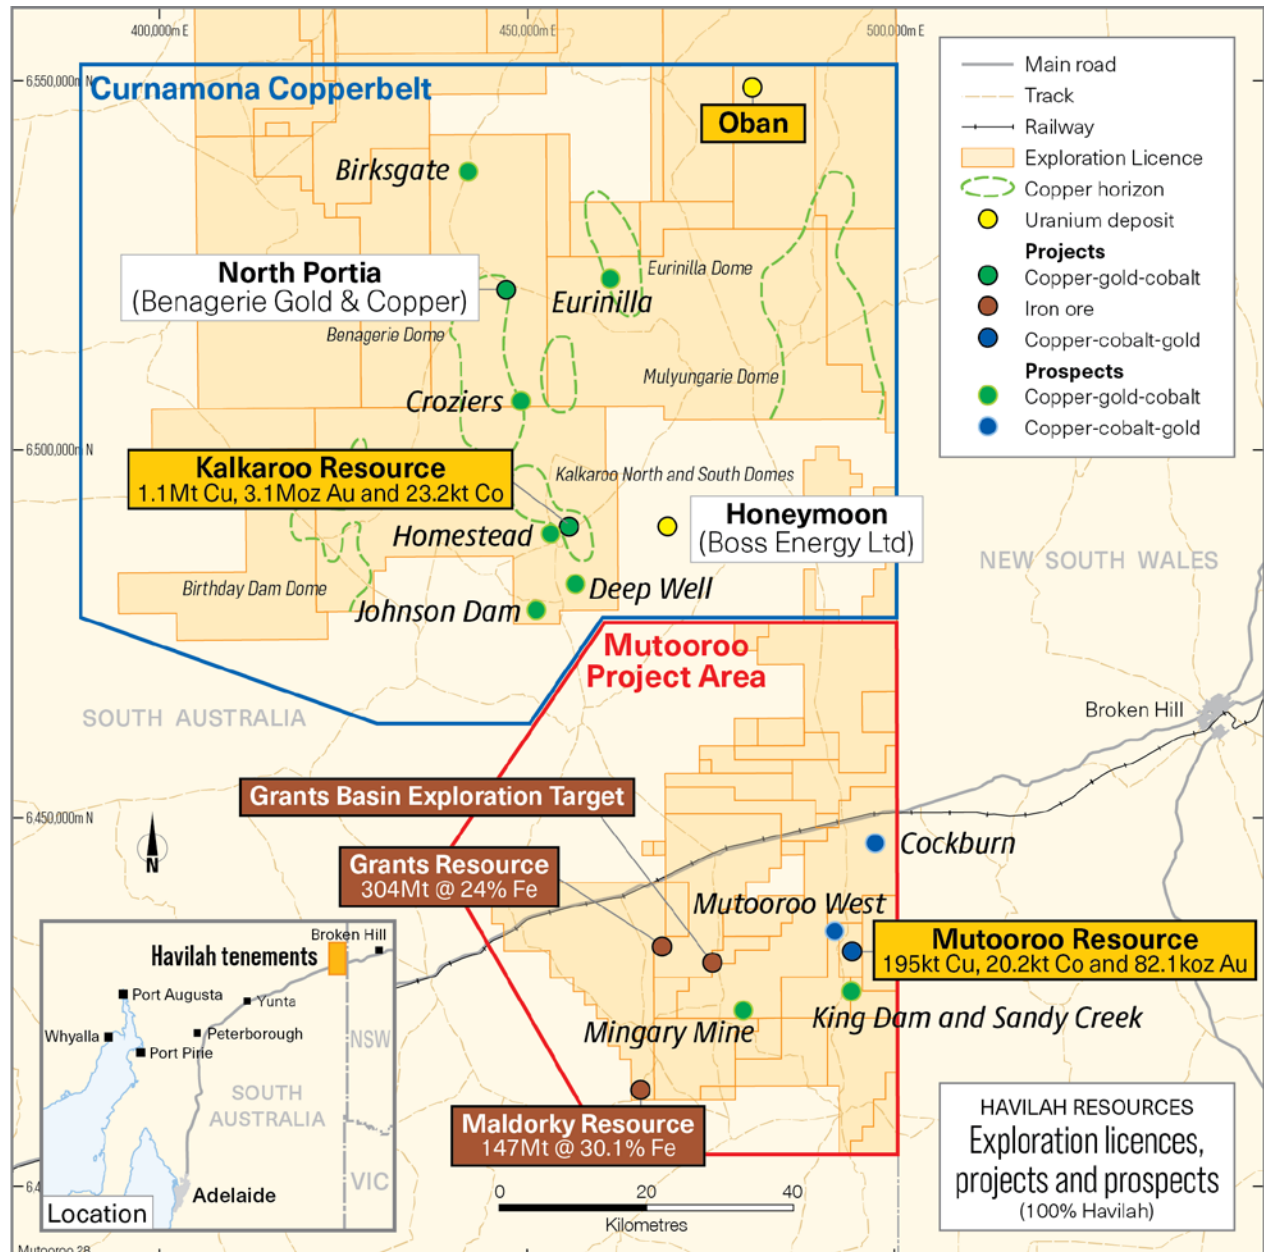 400,000m E
450,000m E
500,000m E
6,550,000m N
Curnamona Copperbelt
Oban
Birksgate
North Portia
(Benagerie Gold & Copper)
Eurinilla Dome
Eurinilla
Benagerie Dome
Mulyungarie Dome
Croziers
6,500,000m N
Kalkaroo Resource
1.1Mt Cu, 3.1Moz Au and 23.2kt Co
Kalkaroo North and South Domes
Homestead
Honeymoon
(Boss Energy Ltd)
Deep Well
Birthday Dam Dome
Johnson Dam
Main road
Track
Railway
Exploration Licence
Copper horizon
Uranium deposit
Projects
Copper-gold-cobalt
Iron ore
Copper-cobalt-gold
Prospects
Copper-gold-cobalt
Copper-cobalt-gold
NEW SOUTH WALES
Mutooroo
Project Area
SOUTH AUSTRALIA
Broken Hill
Grants Basin Exploration Target
6,450,000m N
N
Grants Resource
304Mt @ 24% Fe
Cockburn
Mutooroo West
Mutooroo Resource
195kt Cu, 20.2kt Co and 82.1koz Au
King Dam and Sandy Creek
Mingary Mine
Maldorky Resource
147Mt @ 30.1% Fe
0
20
40
Kilometres
Broken Hill
Havilah tenements
Port Augusta
Yunta
Whyalla
Peterborough
Port Pirie
NSW
SOUTH
AUSTRALIA
VIC
Adelaide
Location
HAVILAH RESOURCES
Exploration licences,
projects and prospects
(100% Havilah)
Mutooroo 28